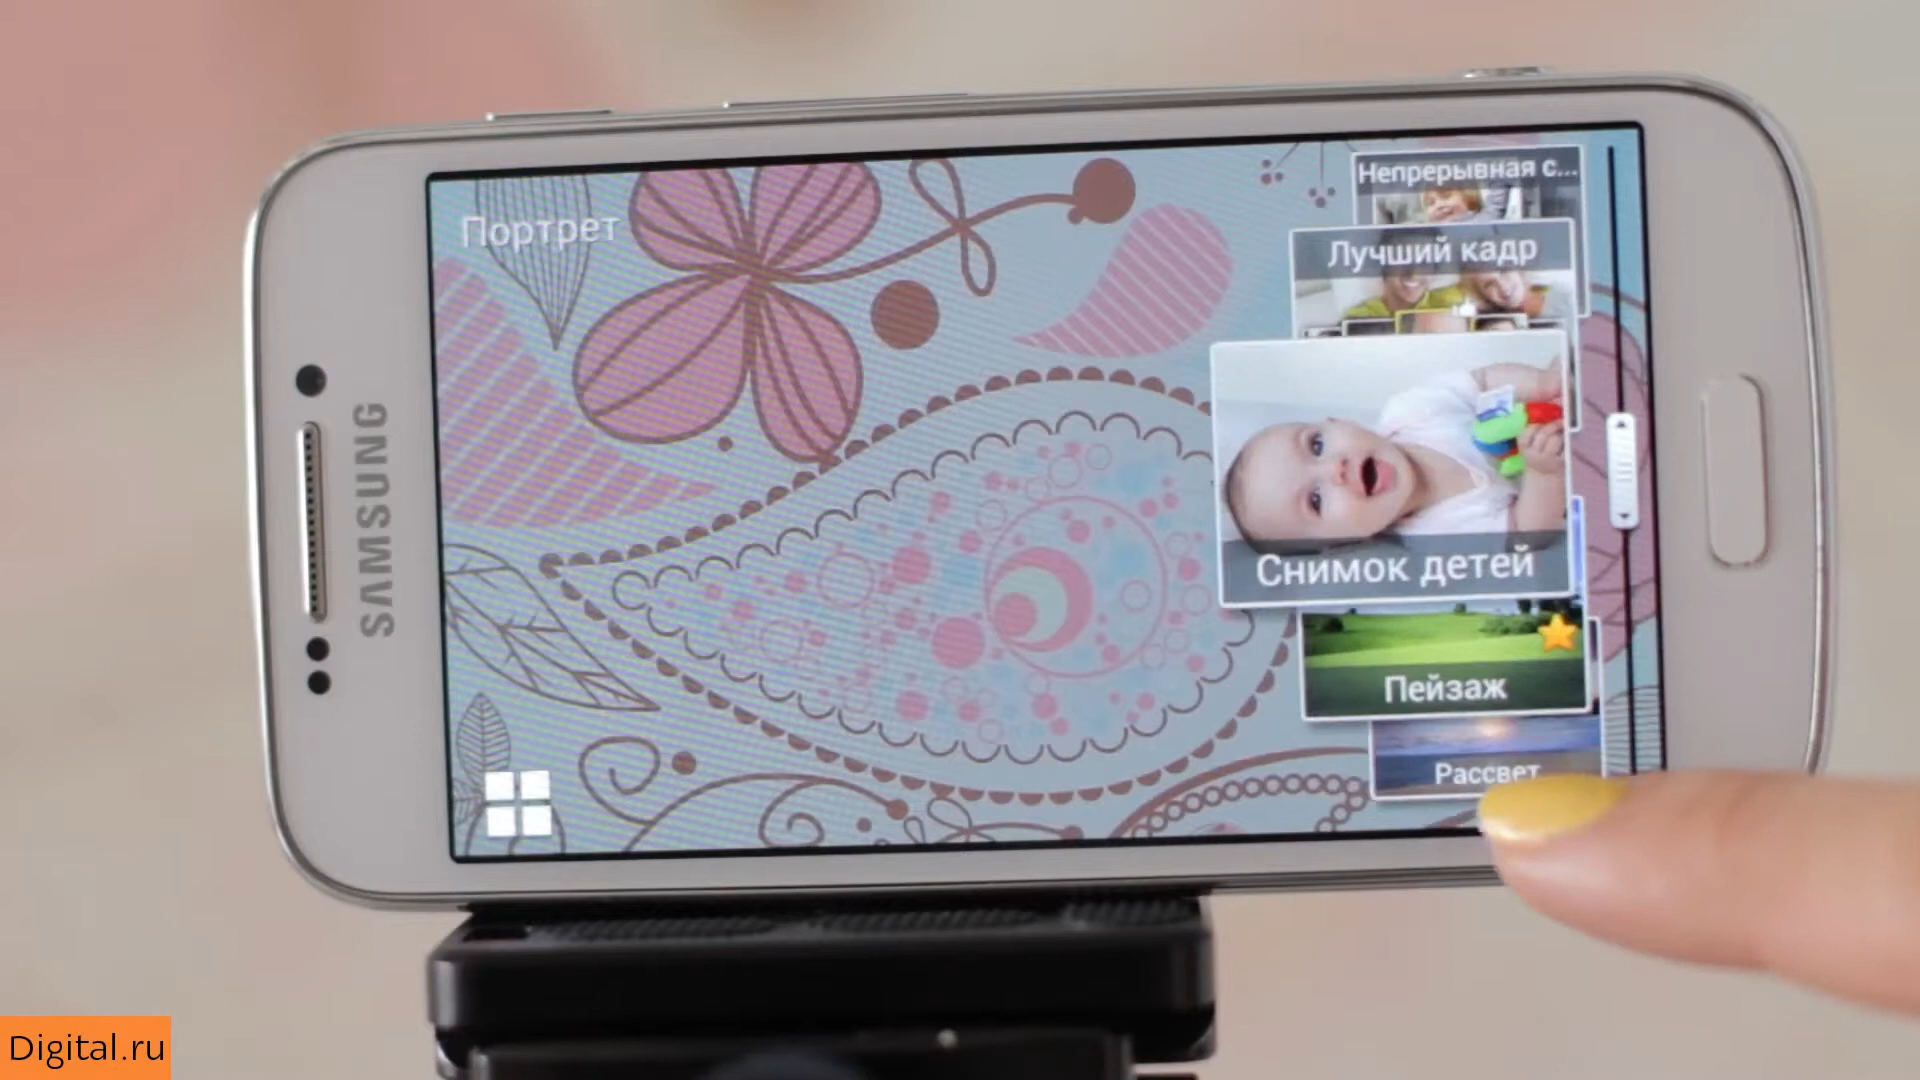 Портрет
Непрерывная с...
Лучший кадр
Снимок детей
Пейзаж
Рассвет
SAMSUNG
Digital.ru